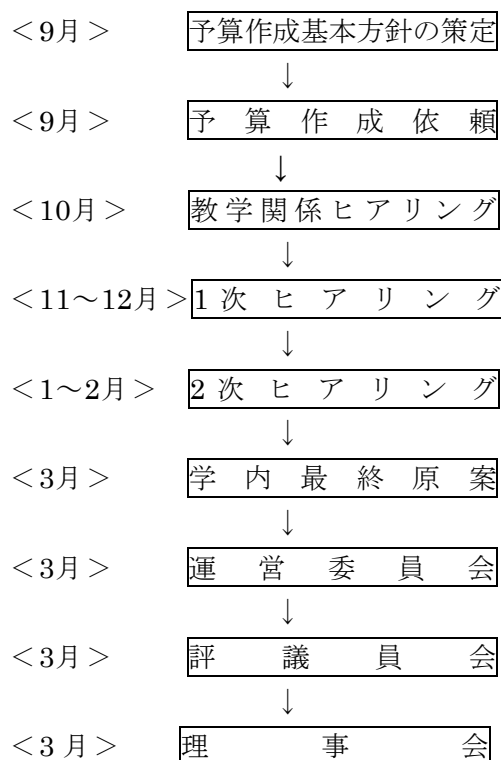 ＜9月＞ 予算作成基本方針の策定
↓
＜9月＞ 予算作成依頼
↓
＜10月＞ 教学関係ヒアリング
↓
＜11～12月＞ 1次ヒアリング
↓
＜1～2月＞ 2次ヒアリング
↓
＜3月＞ 学内最終原案
↓
＜3月＞ 運営委員会
↓
＜3月＞ 評議員会
↓
＜3月＞ 理事会